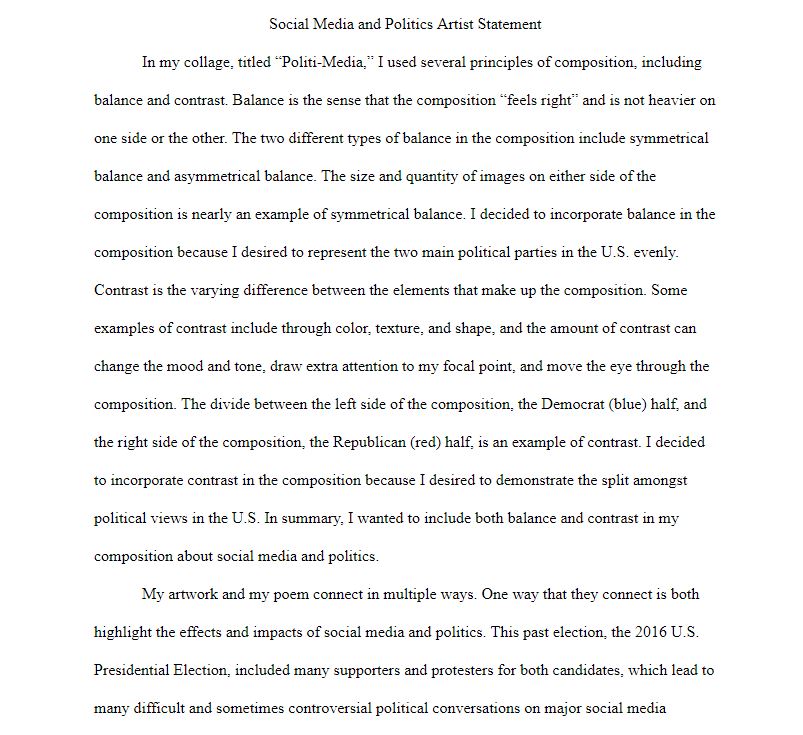 Social Media and Politics Artist Statement
In my collage, titled “Politi-Media,” I used several principles of composition, including
balance and contrast. Balance is the sense that the composition “feels right” and is not heavier on
one side or the other. The two different types of balance in the composition include symmetrical
balance and asymmetrical balance. The size and quantity of images on either side of the
composition is nearly an example of symmetrical balance. I decided to incorporate balance in the
composition because I desired to represent the two main political parties in the U.S. evenly.
Contrast is the varying difference between the elements that make up the composition. Some
examples of contrast include through color, texture, and shape, and the amount of contrast can
change the mood and tone, draw extra attention to my focal point, and move the eye through the
composition. The divide between the left side of the composition, the Democrat (blue) half, and
the right side of the composition, the Republican (red) half, is an example of contrast. I decided
to incorporate contrast in the composition because I desired to demonstrate the split amongst
political views in the U.S. In summary, I wanted to include both balance and contrast in my
composition about social media and politics.
My artwork and my poem connect in multiple ways. One way that they connect is both
highlight the effects and impacts of social media and politics. This past election, the 2016 U.S.
Presidential Election, included many supporters and protesters for both candidates, which lead to
many difficult and sometimes controversial political conversations on major social media